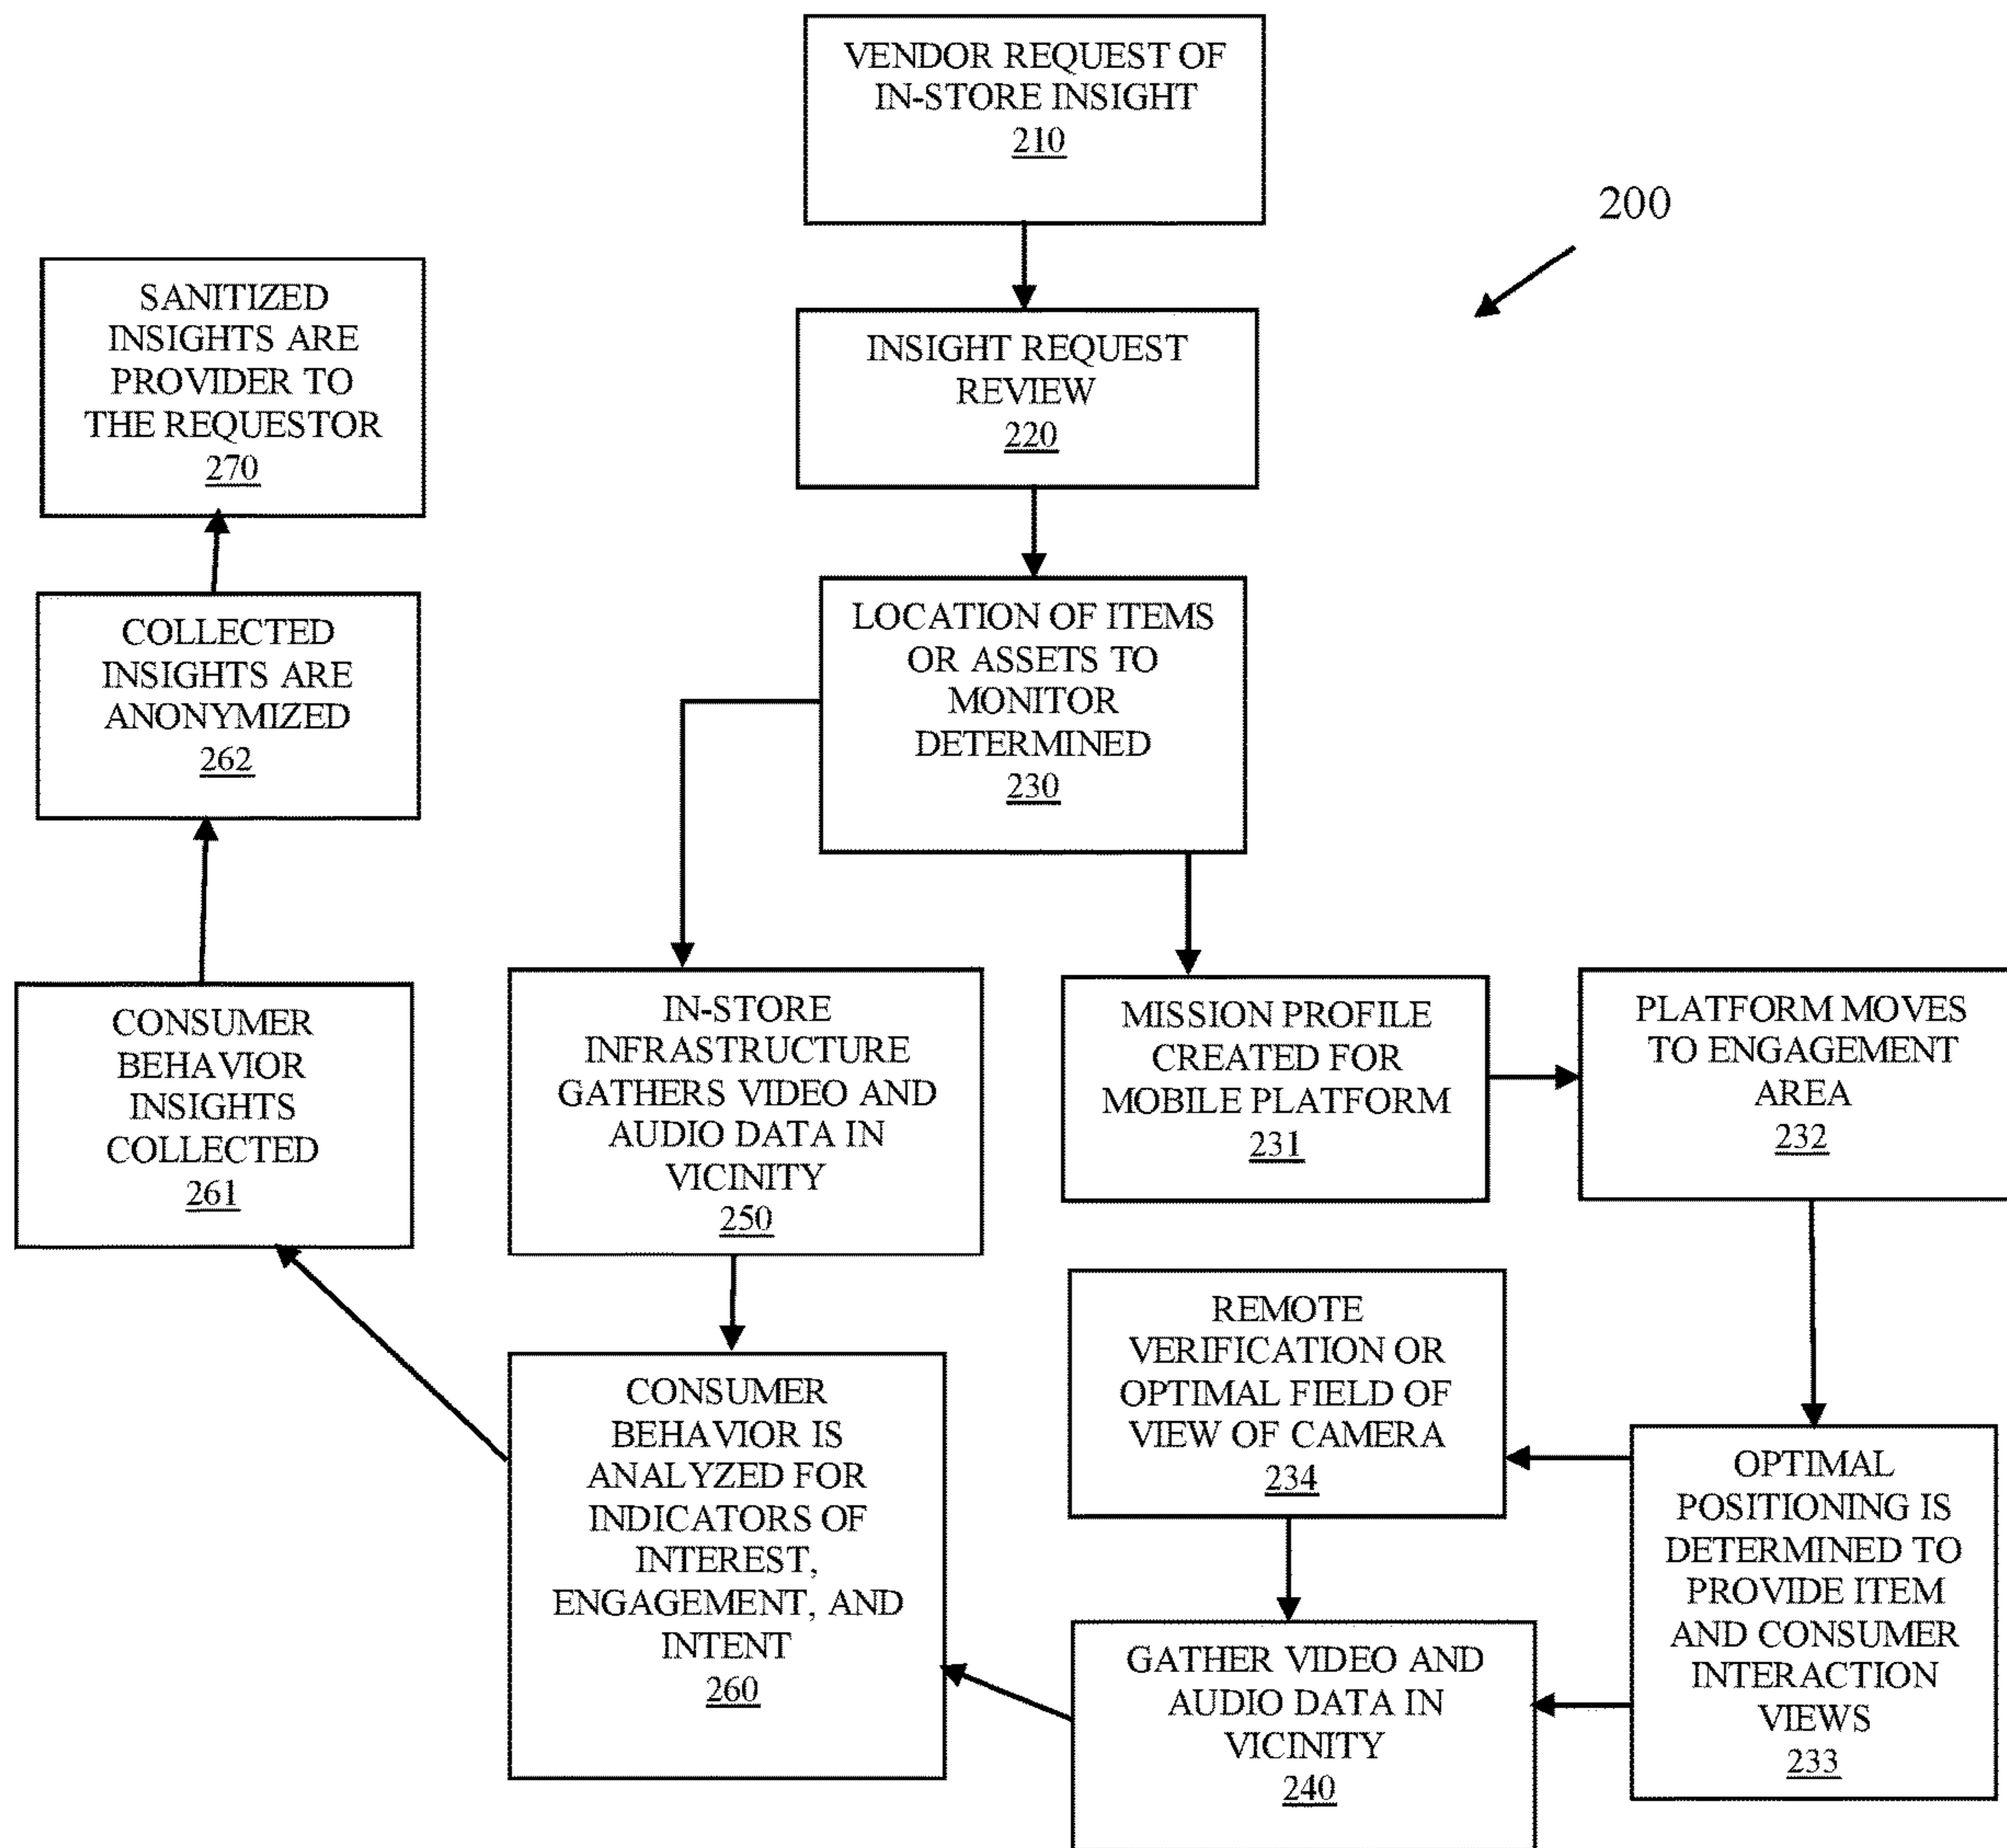 VENDOR REQUEST OF
IN-STORE INSIGHT
210
200
INSIGHT REQUEST
REVIEW
220
LOCATION OF ITEMS
OR ASSETS TO
MONITOR
DETERMINED
230
MISSION PROFILE
CREATED FOR
MOBILE PLATFORM
231
PLATFORM MOVES
TO ENGAGEMENT
AREA
232
OPTIMAL
POSITIONING IS
DETERMINED TO
PROVIDE ITEM
AND CONSUMER
INTERACTION
VIEWS
233
REMOTE
VERIFICATION OR
OPTIMAL FIELD OF
VIEW OF CAMERA
234
GATHER VIDEO AND
AUDIO DATA IN
VICINITY
240
IN-STORE
INFRASTRUCTURE
GATHERS VIDEO AND
AUDIO DATA IN
VICINITY
250
CONSUMER
BEHAVIOR IS
ANALYZED FOR
INDICATORS OF
INTEREST,
ENGAGEMENT, AND
INTENT
260
CONSUMER
BEHAVIOR
INSIGHTS
COLLECTED
261
COLLECTED
INSIGHTS ARE
ANONYMIZED
262
SANITIZED
INSIGHTS ARE
PROVIDER TO
THE REQUESTOR
270